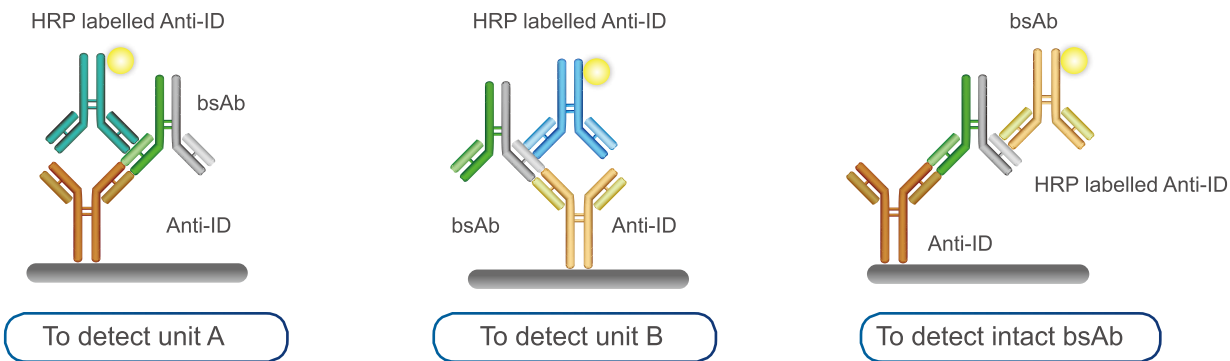 HRP labelled Anti-ID
bsAb
Anti-ID
To detect unit A
HRP labelled Anti-ID
bsAb
Anti-ID
To detect unit B
bsAb
HRP labelled Anti-ID
Anti-ID
To detect intact bsAb